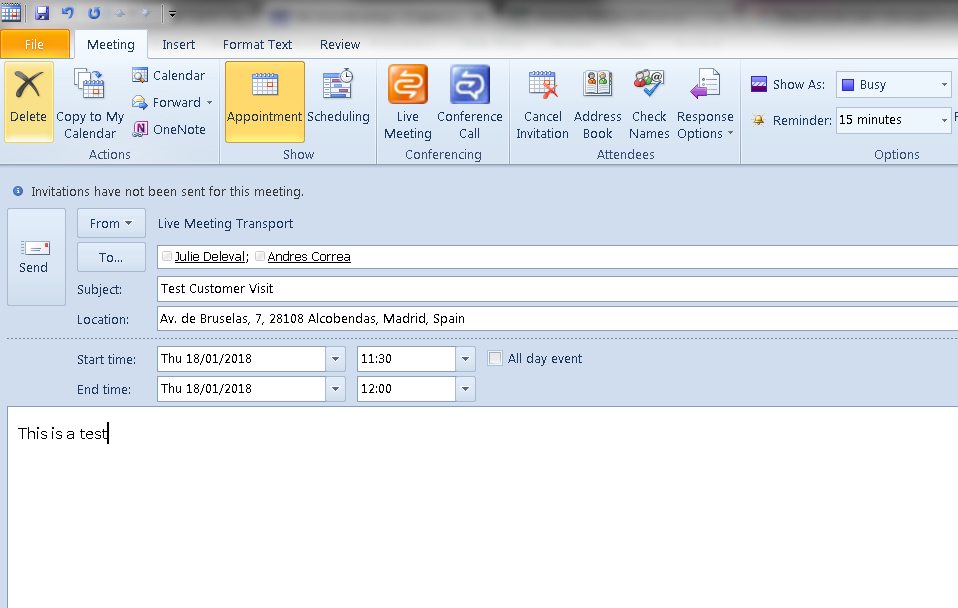 File Meeting Insert Format Text Review
Delete
Copy to My Calendar
Calendar
Forward
OneNote
Actions
Appointment
Scheduling
Show
Live Meeting
Conference Call
Conferencing
Cancel Invitation
Address Book
Check Names
Response Options
Attendees
Show As: Busy
Reminder: 15 minutes
Options
Invitations have not been sent for this meeting.
Send
From Live Meeting Transport
To... Julie Deleval; Andres Correa
Subject: Test Customer Visit
Location: Av. de Bruselas, 7, 28108 Alcobendas, Madrid, Spain
Start time: Thu 18/01/2018 11:30 All day event
End time: Thu 18/01/2018 12:00
This is a test